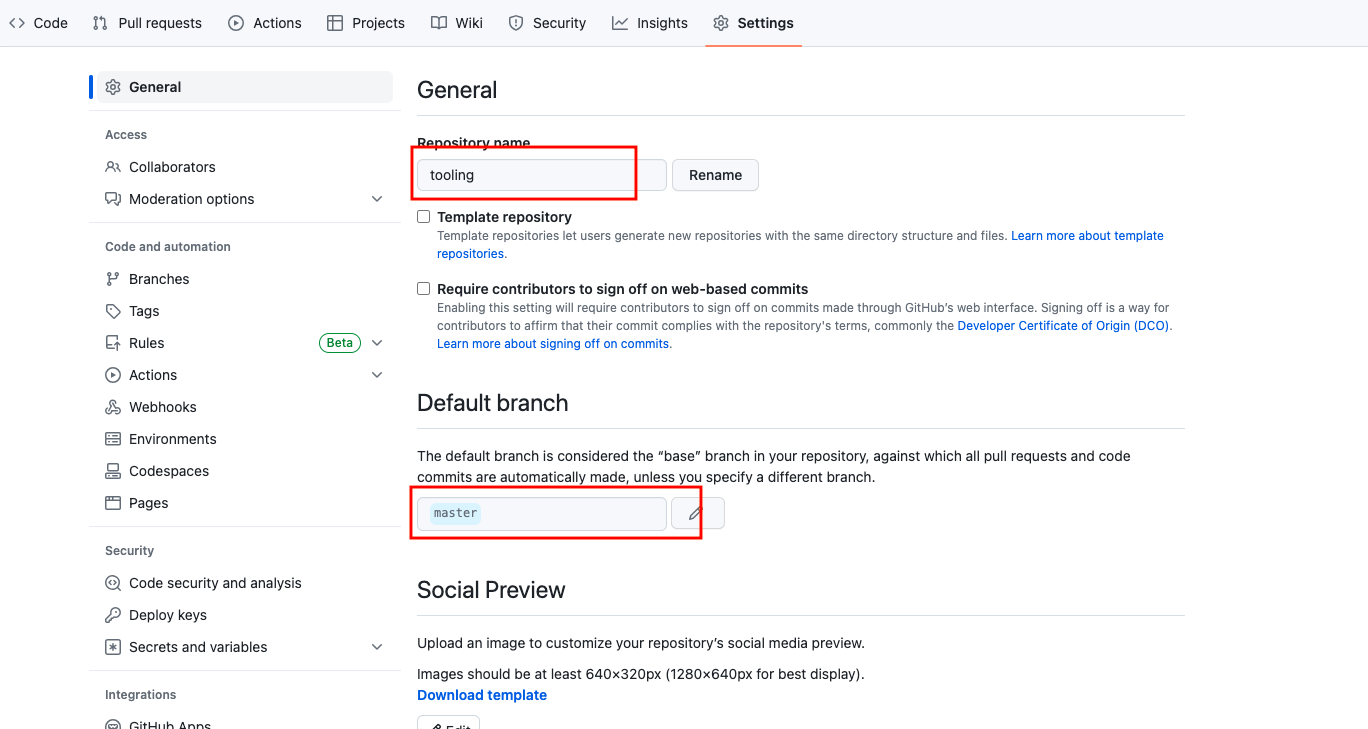 Code Pull requests Actions Projects Wiki Security Insights Settings
General
Access
Collaborators
Moderation options
Code and automation
Branches
Tags
Rules Beta
Actions
Webhooks
Environments
Codespaces
Pages
Security
Code security and analysis
Deploy keys
Secrets and variables
Integrations
GitHub Apps
General
Repository name
tooling Rename
Template repository
Template repositories let users generate new repositories with the same directory structure and files. Learn more about template
repositories.
Require contributors to sign off on web-based commits
Enabling this setting will require contributors to sign off on commits made through GitHub's web interface. Signing off is a way for
contributors to affirm that their commit complies with the repository's terms, commonly the Developer Certificate of Origin (DCO).
Learn more about signing off on commits.
Default branch
The default branch is considered the “base” branch in your repository, against which all pull requests and code
commits are automatically made, unless you specify a different branch.
master
Social Preview
Upload an image to customize your repository’s social media preview.
Images should be at least 640×320px (1280×640px for best display).
Download template
Edit